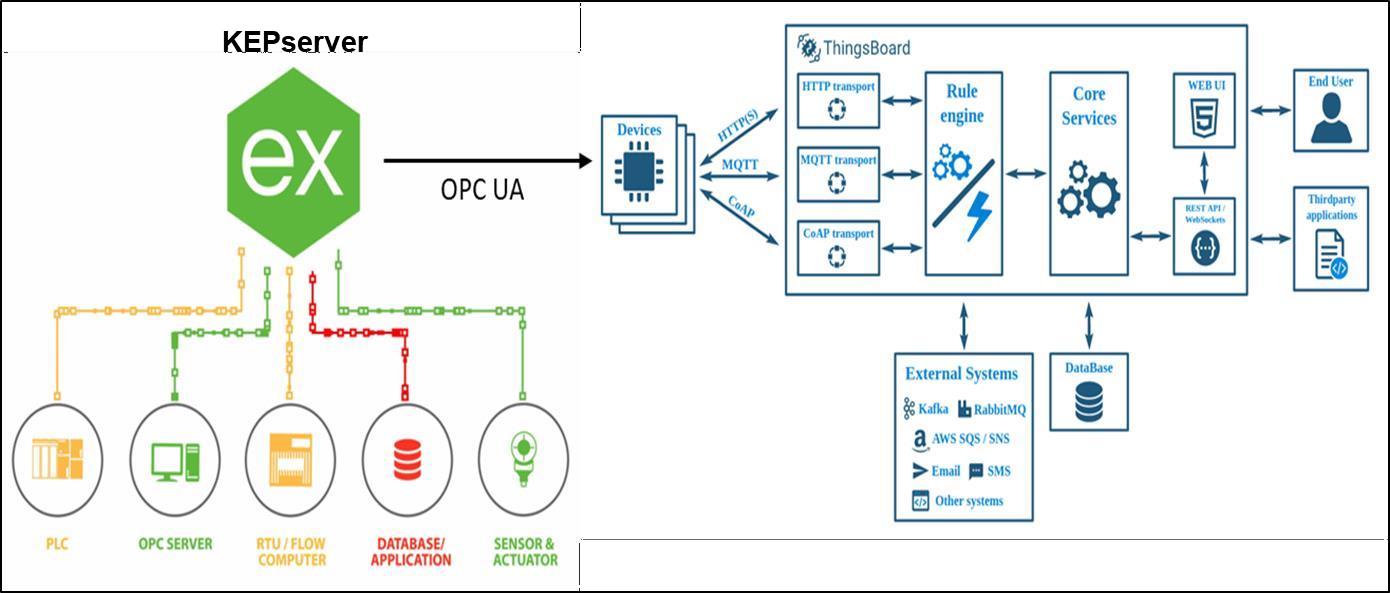 KEPserver
ex
OPC UA
PLC
OPC SERVER
RTU / FLOW
COMPUTER
DATABASE/
APPLICATION
SENSOR &
ACTUATOR
Devices
HTTP(S)
MQTT
CoAP
ThingsBoard
HTTP transport
MQTT transport
CoAP transport
Rule
engine
Core
Services
WEB UI
5
REST API /
WebSockets
{···}
End User
Thirdparty
applications
</>
External Systems
Kafka
RabbitMQ
a
AWS SQS / SNS
Email
SMS
</>
Other systems
DataBase